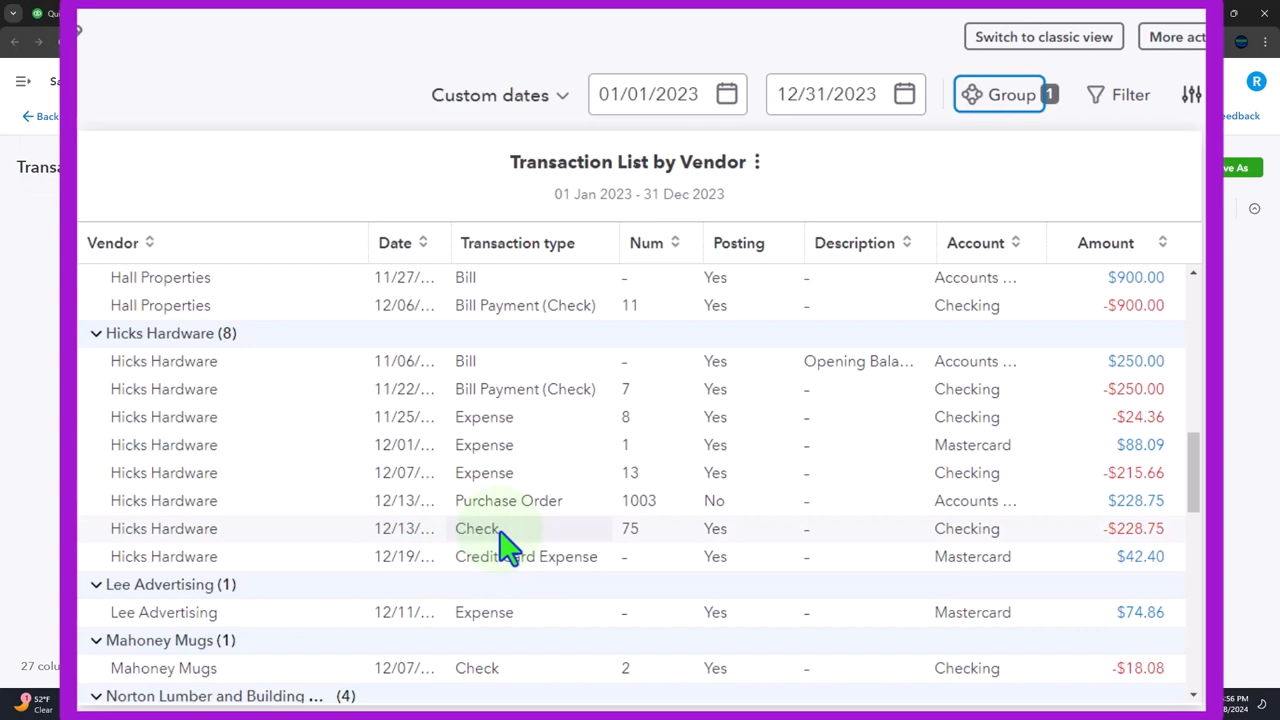 Switch to classic view More act
Custom dates 01/01/2023 12/31/2023 Group 1 Filter
Back
eedback
R
Transaction List by Vendor
01 Jan 2023 - 31 Dec 2023
ve As
Vendor Date Transaction type Num Posting Description Account Amount
Hall Properties 11/27/... Bill - Yes - Accounts ... $900.00
Hall Properties 12/06/... Bill Payment (Check) 11 Yes - Checking -$900.00
Hicks Hardware (8)
Hicks Hardware 11/06/... Bill - Yes Opening Bala... Accounts ... $250.00
Hicks Hardware 11/22/... Bill Payment (Check) 7 Yes - Checking -$250.00
Hicks Hardware 11/25/... Expense 8 Yes - Checking -$24.36
Hicks Hardware 12/01/... Expense 1 Yes - Mastercard $88.09
Hicks Hardware 12/07/... Expense 13 Yes - Checking -$215.66
Hicks Hardware 12/13/... Purchase Order 1003 No - Accounts ... $228.75
Hicks Hardware 12/13/... Check 75 Yes - Checking -$228.75
Hicks Hardware 12/19/... Credit Card Expense - Yes - Mastercard $42.40
Lee Advertising (1)
Lee Advertising 12/11/... Expense - Yes - Mastercard $74.86
Mahoney Mugs (1)
Mahoney Mugs 12/07/... Check 2 Yes - Checking -$18.08
Norton Lumber and Building ... (4)
27 colu
1
52°F
Clear